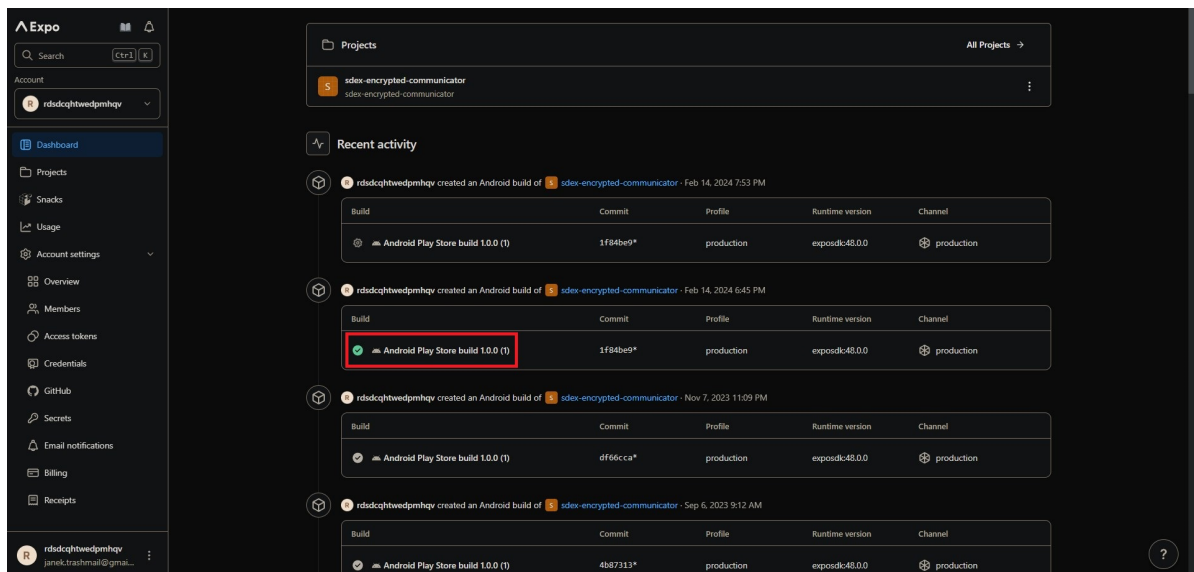 Expo
Search Ctrl K
Account
R rdsdcqhtwedpmhqv
Dashboard
Projects
Snacks
Usage
Account settings
Overview
Members
Access tokens
Credentials
GitHub
Secrets
Email notifications
Billing
Receipts
R rdsdcqhtwedpmhqv
janek.trashmail@gmai...
Projects All Projects →
S sdex-encrypted-communicator
sdex-encrypted-communicator
Recent activity
R rdsdcqhtwedpmhqv created an Android build of S sdex-encrypted-communicator · Feb 14, 2024 7:53 PM
Build Commit Profile Runtime version Channel
Android Play Store build 1.0.0 (1) 1f84be9* production exposdk:48.0.0 production
R rdsdcqhtwedpmhqv created an Android build of S sdex-encrypted-communicator · Feb 14, 2024 6:45 PM
Build Commit Profile Runtime version Channel
Android Play Store build 1.0.0 (1) 1f84be9* production exposdk:48.0.0 production
R rdsdcqhtwedpmhqv created an Android build of S sdex-encrypted-communicator · Nov 7, 2023 11:09 PM
Build Commit Profile Runtime version Channel
Android Play Store build 1.0.0 (1) df66cca* production exposdk:48.0.0 production
R rdsdcqhtwedpmhqv created an Android build of S sdex-encrypted-communicator · Sep 6, 2023 9:12 AM
Build Commit Profile Runtime version Channel
Android Play Store build 1.0.0 (1) 4b87313* production exposdk:48.0.0 production
?